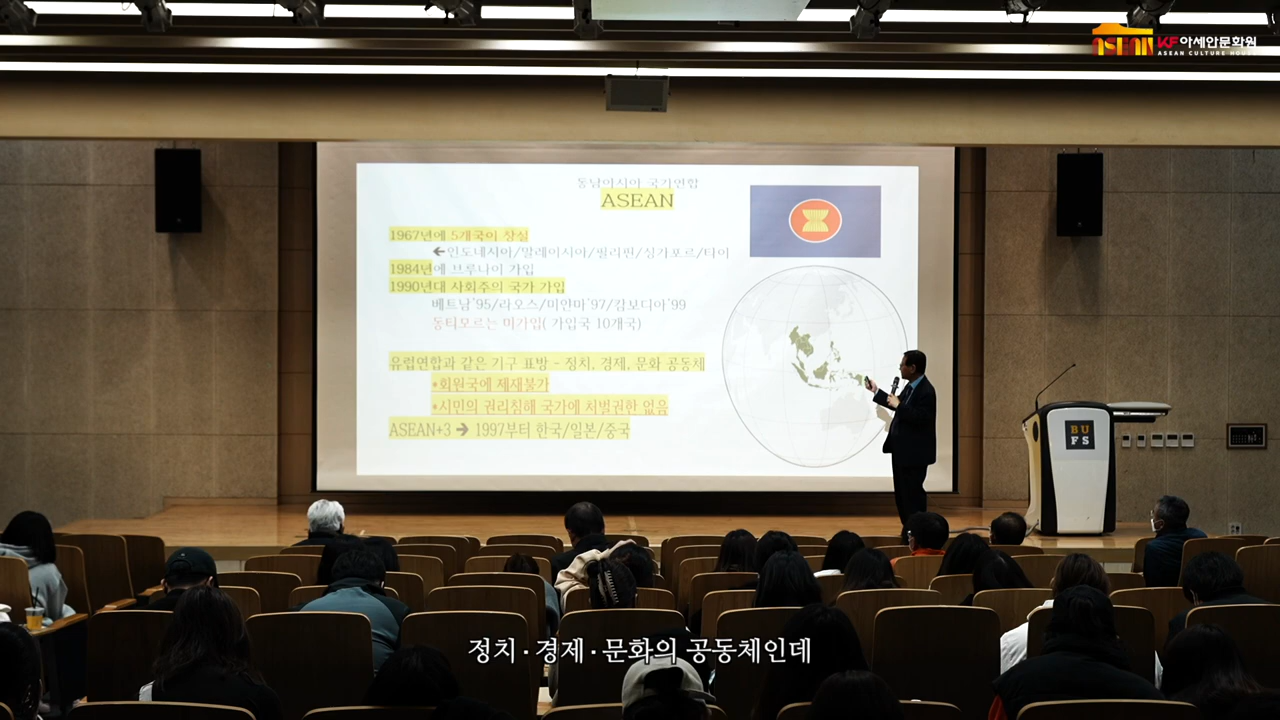 KF아세안문화원
ASEAN CULTURE HOUSE
동남아시아 국가연합
ASEAN
1967년에 5개국이 창설
←인도네시아/말레이시아/필리핀/싱가포르/타이
1984년에 브루나이 가입
1990년대 사회주의 국가 가입
베트남'95/라오스/미얀마'97/캄보디아'99
동티모르는 미가입( 가입국 10개국)
유럽연합과 같은 기구 표방 - 정치, 경제, 문화 공동체
*회원국에 제재불가
*시민의 권리침해 국가에 처벌권한 없음
ASEAN+3 → 1997부터 한국/일본/중국
BU
FS
정치·경제·문화의 공동체인데